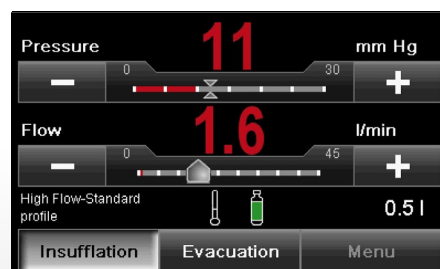 Pressure 11 mm Hg
− 0 30 +
Flow 1.6 l/min
− 0 45 +
High Flow-Standard
profile 0.5 l
Insufflation Evacuation Menu